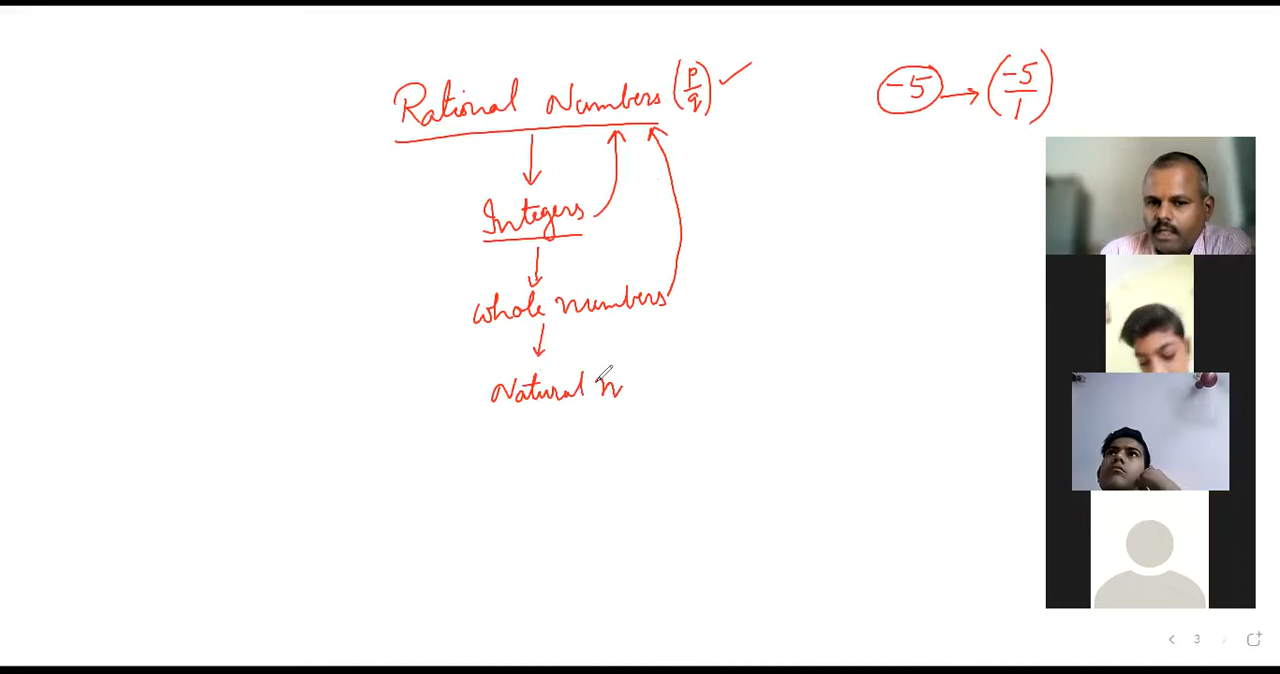 Rational Numbers (p/q) ✓
-5 → (-5/1)
Integers
Whole numbers
Natural n
3